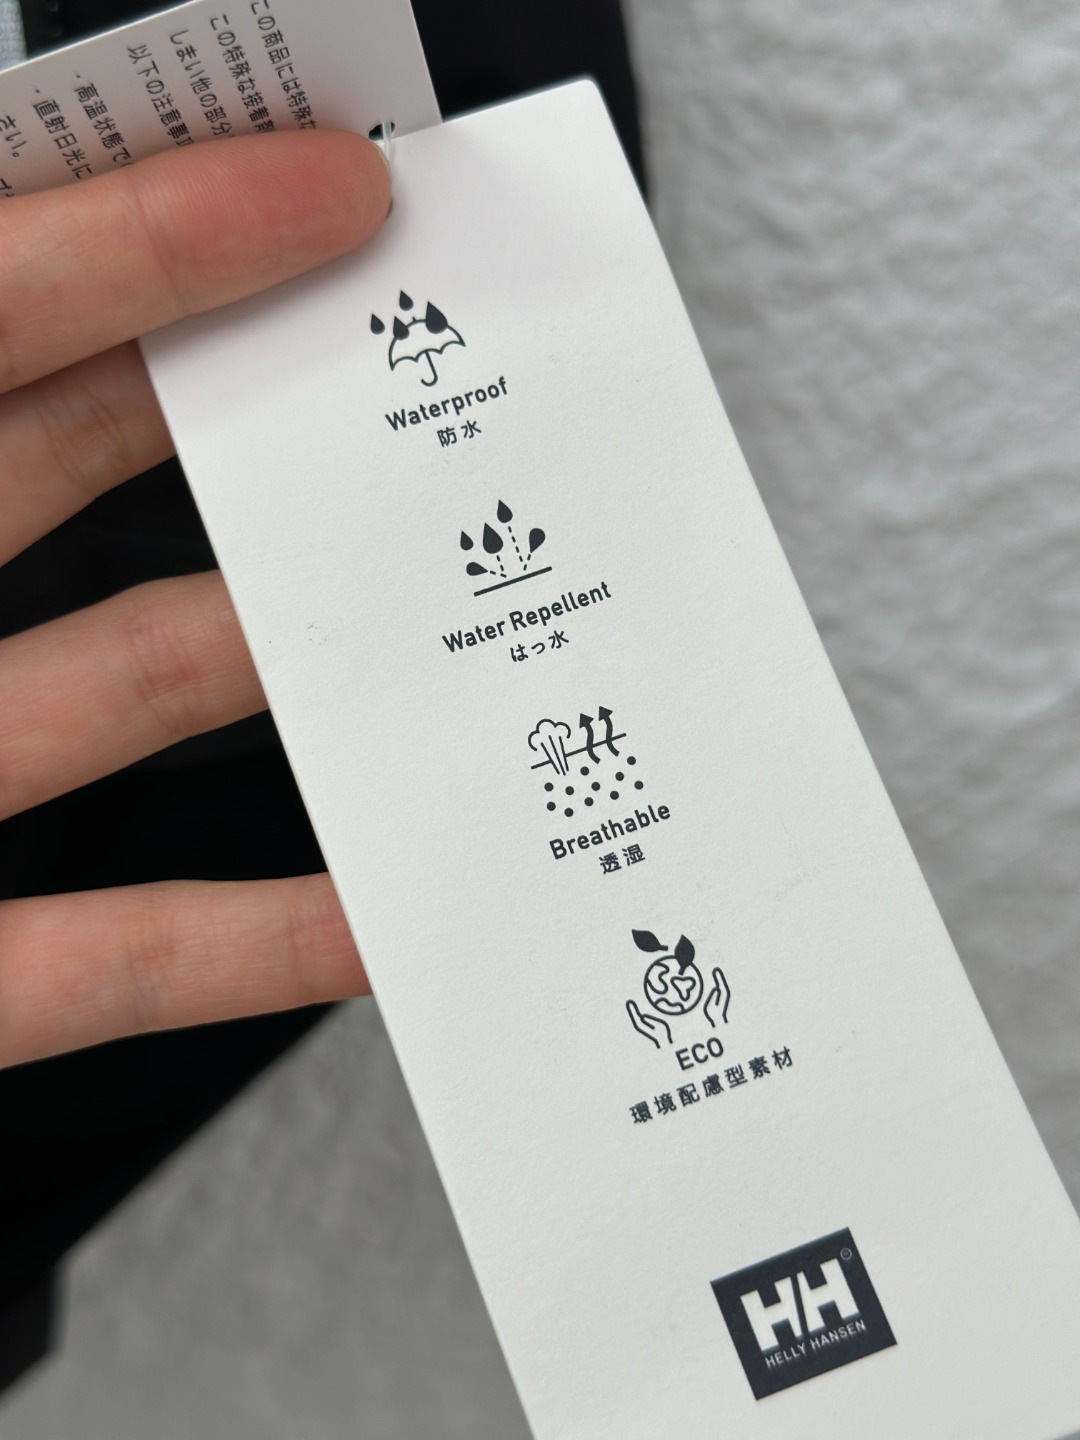 この商品には特殊な
この特殊な接着剤
しまい他の部分
以下の注意事項
・高温状態で
・直射日光に
さい。
Waterproof
防水
Water Repellent
はっ水
Breathable
透湿
ECO
環境配慮型素材
HH®
HELLY HANSEN